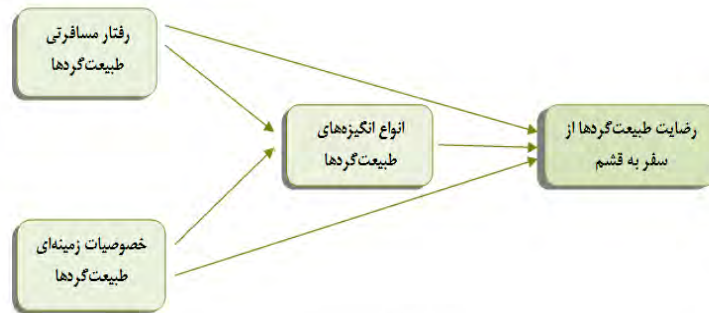 رفتار مسافرتی
طبیعت‌گردها
انواع انگیزه‌های
طبیعت‌گردها
رضایت طبیعت‌گردها از
سفر به قشم
خصوصیات زمینه‌ای
طبیعت‌گردها